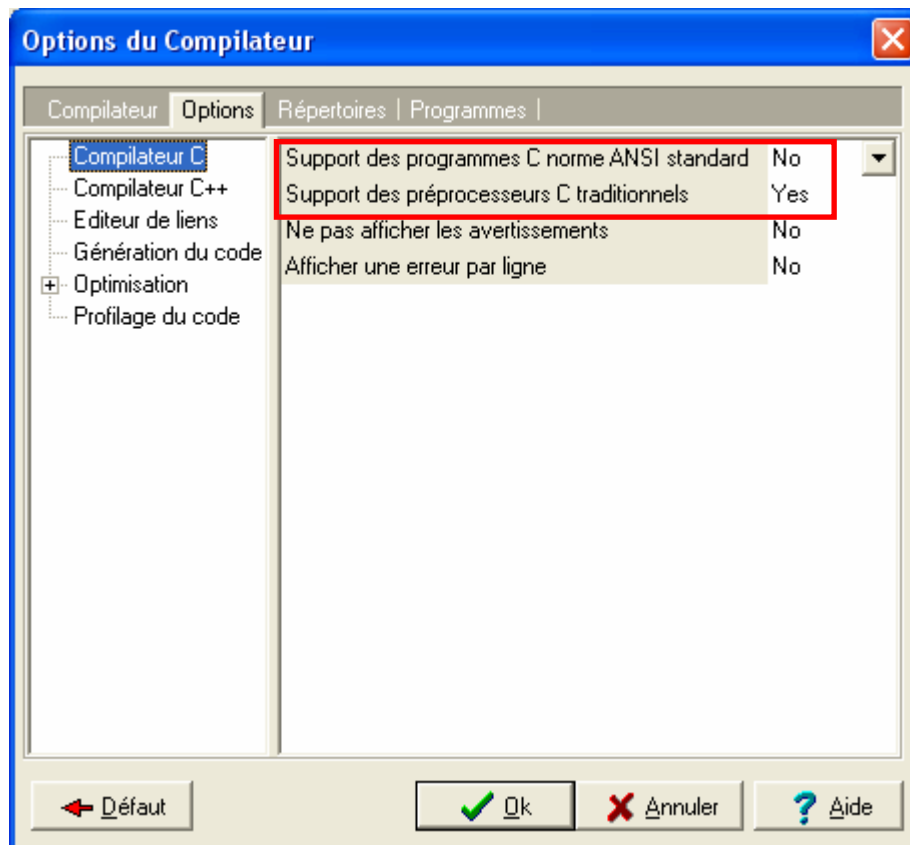 Options du Compilateur
Compilateur Options Répertoires | Programmes |
Compilateur C
Compilateur C++
Editeur de liens
Génération du code
Optimisation
Profilage du code
Support des programmes C norme ANSI standard No
Support des préprocesseurs C traditionnels Yes
Ne pas afficher les avertissements No
Afficher une erreur par ligne No
Défaut Ok Annuler Aide